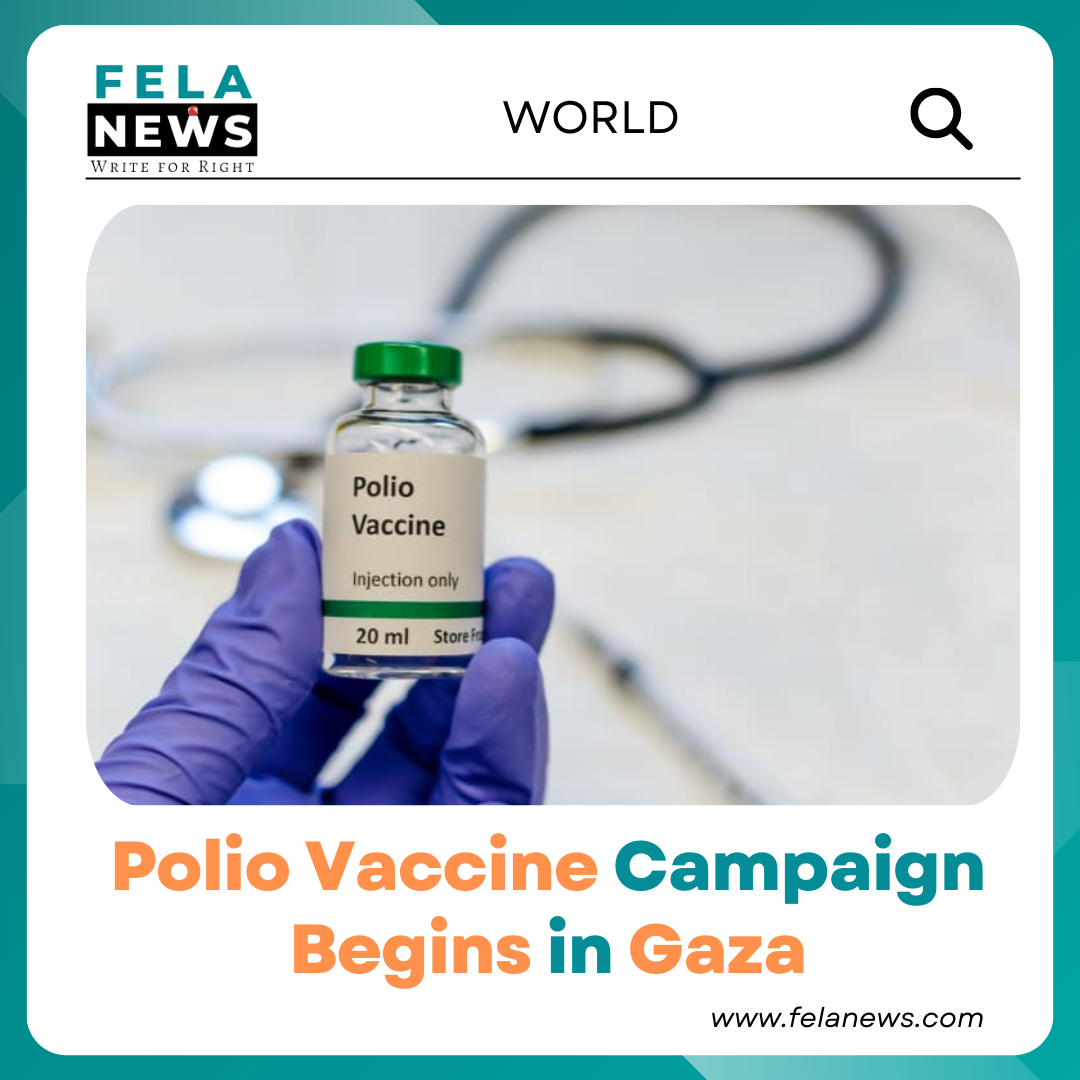 FELA
NEWS
WRITE FOR RIGHT
WORLD
Polio
Vaccine
Injection only
20 ml Store
Polio Vaccine Campaign
Begins in Gaza
www.felanews.com